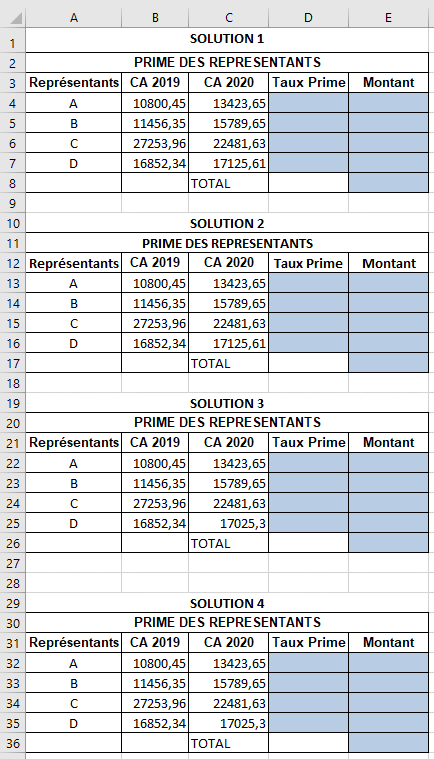 A B C D E
1 SOLUTION 1
2 PRIME DES REPRESENTANTS
3 Représentants CA 2019 CA 2020 Taux Prime Montant
4 A 10800,45 13423,65
5 B 11456,35 15789,65
6 C 27253,96 22481,63
7 D 16852,34 17125,61
8 TOTAL
9
10 SOLUTION 2
11 PRIME DES REPRESENTANTS
12 Représentants CA 2019 CA 2020 Taux Prime Montant
13 A 10800,45 13423,65
14 B 11456,35 15789,65
15 C 27253,96 22481,63
16 D 16852,34 17125,61
17 TOTAL
18
19 SOLUTION 3
20 PRIME DES REPRESENTANTS
21 Représentants CA 2019 CA 2020 Taux Prime Montant
22 A 10800,45 13423,65
23 B 11456,35 15789,65
24 C 27253,96 22481,63
25 D 16852,34 17025,3
26 TOTAL
27
28
29 SOLUTION 4
30 PRIME DES REPRESENTANTS
31 Représentants CA 2019 CA 2020 Taux Prime Montant
32 A 10800,45 13423,65
33 B 11456,35 15789,65
34 C 27253,96 22481,63
35 D 16852,34 17025,3
36 TOTAL